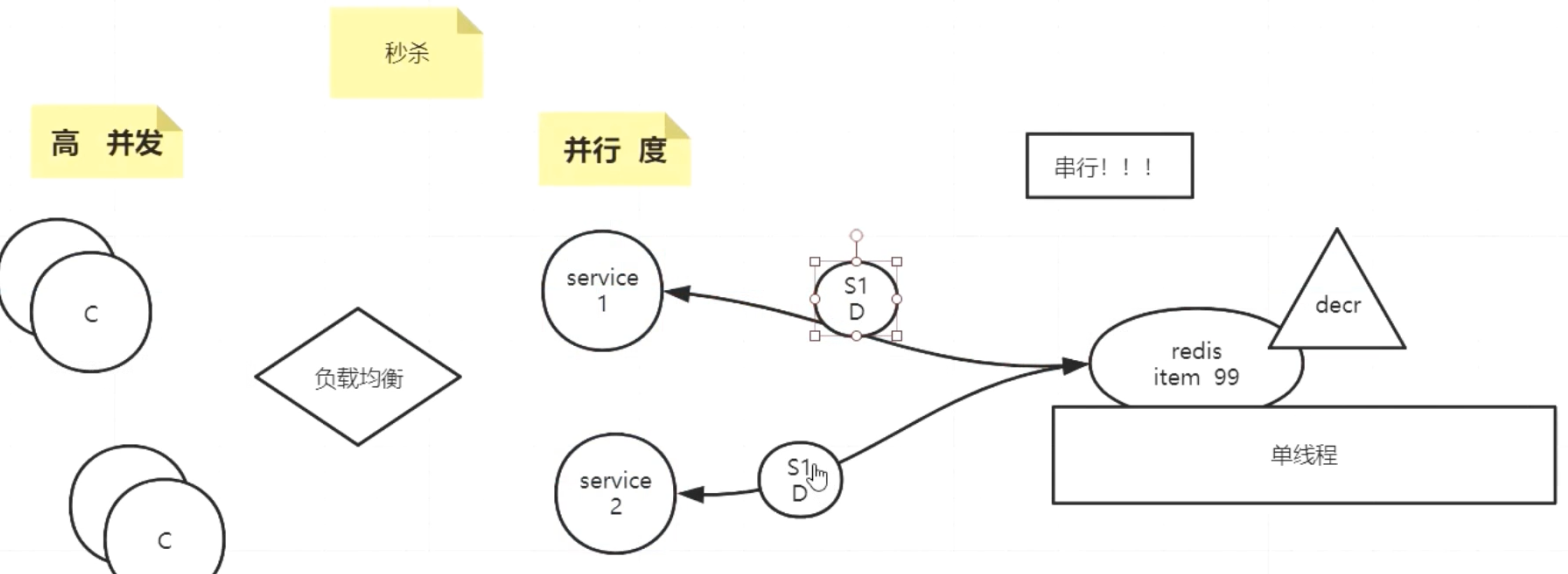 秒杀
高 并发
并行 度
串行！！！
service
1
S1
D
decr
redis
item 99
C
负载均衡
单线程
service
2
S1
D
C